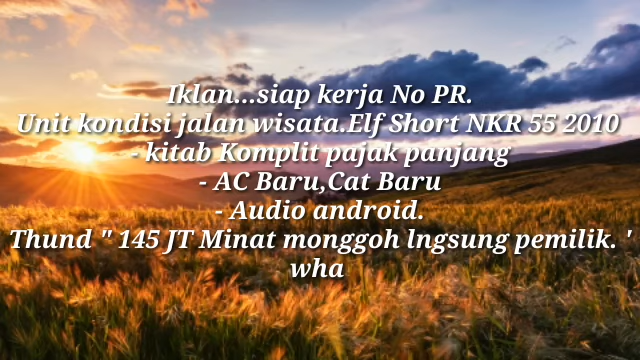 Iklan...siap kerja No PR.
Unit kondisi jalan wisata.Elf Short NKR 55 2010
- kitab Komplit pajak panjang
- AC Baru,Cat Baru
- Audio android.
Thund " 145 JT Minat monggoh lngsung pemilik. '
wha